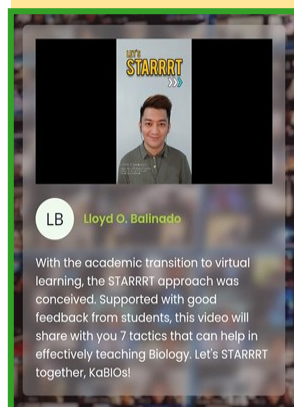 LET'S
STARRRT
LB
Lloyd O. Balinado
With the academic transition to virtual
learning, the STARRRT approach was
conceived. Supported with good
feedback from students, this video will
share with you 7 tactics that can help in
effectively teaching Biology. Let's STARRRT
together, KaBIOs!